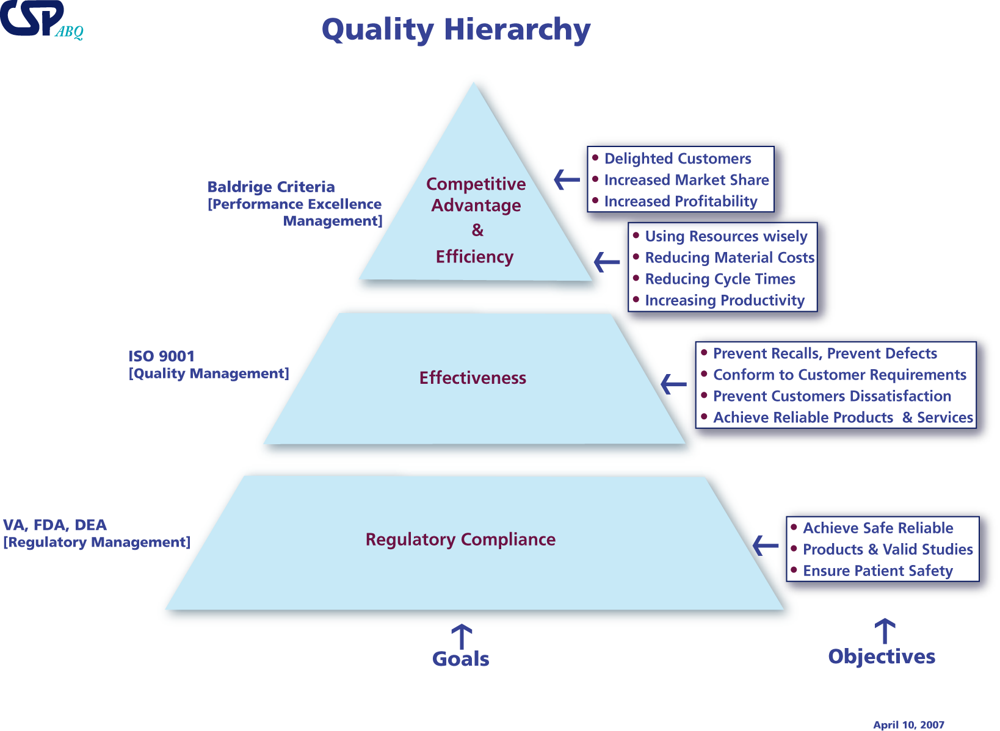 CSP ABQ
Quality Hierarchy
Baldrige Criteria
[Performance Excellence
Management]
Competitive
Advantage
&
Efficiency
• Delighted Customers
• Increased Market Share
• Increased Profitability
• Using Resources wisely
• Reducing Material Costs
• Reducing Cycle Times
• Increasing Productivity
ISO 9001
[Quality Management]
Effectiveness
• Prevent Recalls, Prevent Defects
• Conform to Customer Requirements
• Prevent Customers Dissatisfaction
• Achieve Reliable Products & Services
VA, FDA, DEA
[Regulatory Management]
Regulatory Compliance
• Achieve Safe Reliable
• Products & Valid Studies
• Ensure Patient Safety
Goals
Objectives
April 10, 2007